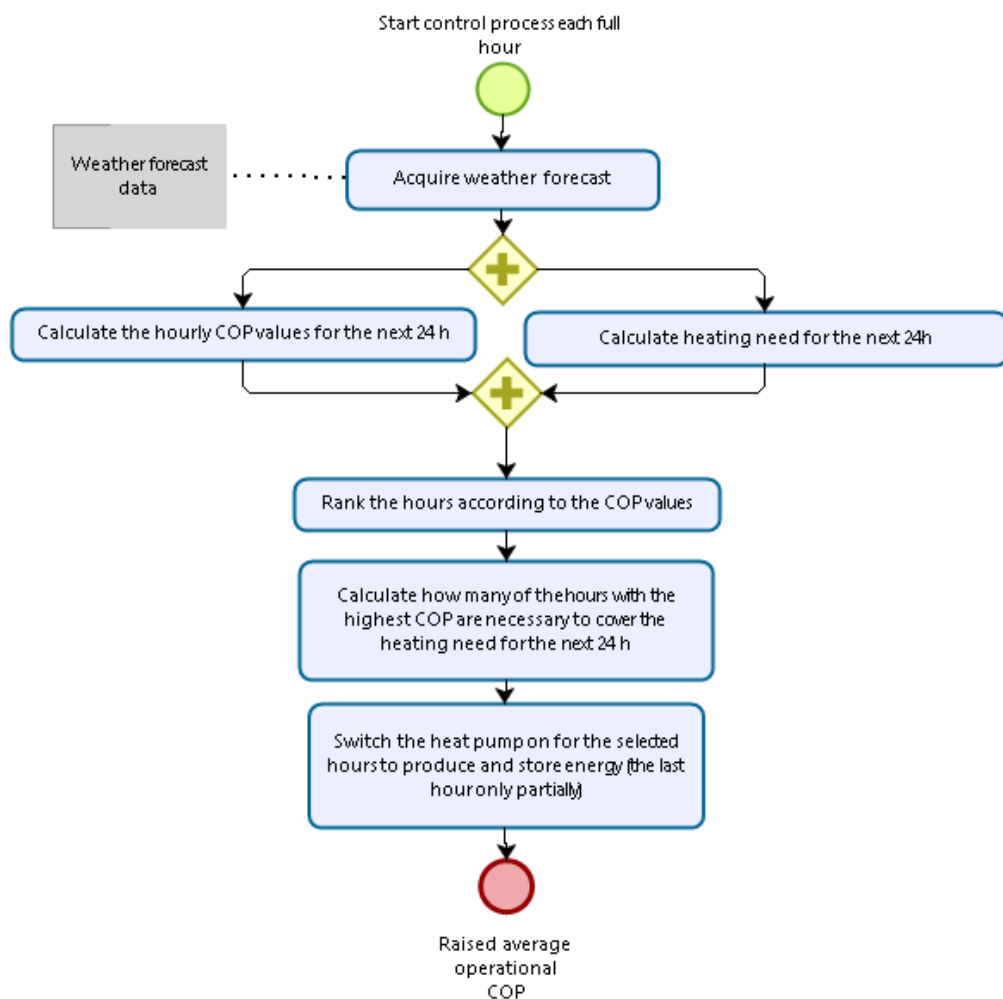 Start control process each full
hour
Weather forecast
data
Acquire weather forecast
Calculate the hourly COP values for the next 24 h
Calculate heating need for the next 24h
Rank the hours according to the COP values
Calculate how many of the hours with the
highest COP are necessary to cover the
heating need for the next 24 h
Switch the heat pump on for the selected
hours to produce and store energy (the last
hour only partially)
Raised average
operational
COP